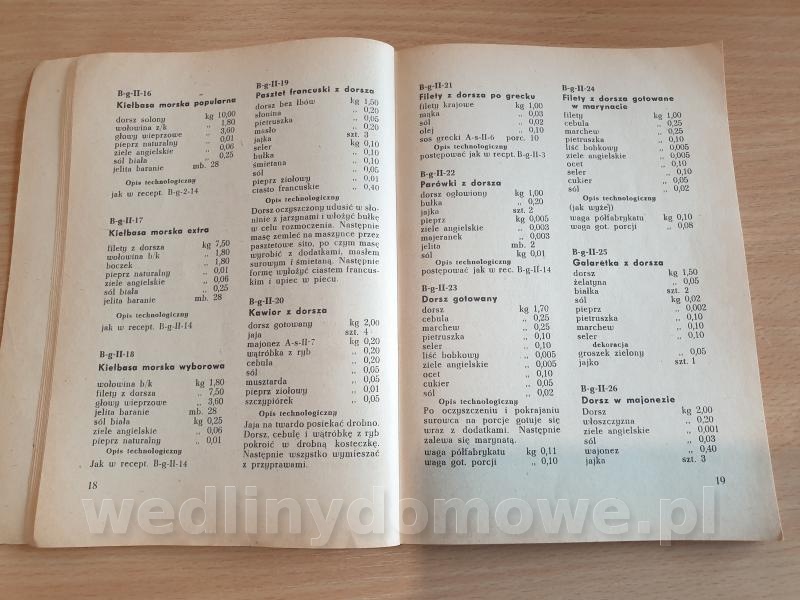 B-g-II-16
Kiełbasa morska popularna
dorsz solony kg 10,00
wołowina z/k „ 1,80
głowy wieprzowe „ 3,60
pieprz naturalny „ 0,01
ziele angielskie „ 0,06
sól biała „ 0,25
jelita baranie mb. 28
Opis technologiczny
jak w recept. B-g-2-14
B-g-II-17
Kiełbasa morska extra
filety z dorsza kg 7,50
wołowina b/k „ 1,80
boczek „ 1,80
pieprz naturalny „ 0,01
ziele angielskie „ 0,06
sól biała „ 0,25
jelita baranie mb. 28
Opis technologiczny
jak w recept. B-g-II-14
B-g-II-18
Kiełbasa morska wyborowa
wołowina b/k kg 1,80
filety z dorsza „ 7,50
głowy wieprzowe „ 3,60
jelita baranie mb. 28
sól biała kg 0,25
ziele angielskie „ 0,06
pieprz naturalny „ 0,01
Opis technologiczny
Jak w recept. B-g-II-14
18
B-g-II-19
Pasztet francuski z dorsza
dorsz bez łbów kg 1,50
słonina „ 0,20
pietruszka „ 0,05
masło „ 0,20
jajka szt. 3
seler kg 0,10
bułka „ 0,10
śmietana „ 0,10
sól „ 0,05
pieprz ziołowy „ 0,01
ciasto francuskie „ 0,40
Opis technologiczny
Dorsz oczyszczony udusić w sło-
ninie z jarzynami i włożyć bułkę
w celu rozmoczenia. Następnie
masę zemleć na maszynce przez
pasztetowe sito, po czym masę
wyrobić z dodatkami, masłem
surowym i śmietaną. Następnie
formę wyłożyć ciastem francus-
kim i upiec w piecu.
B-g-II-20
Kawior z dorsza
dorsz gotowany kg 2,00
jaja szt. 4
majonez A-s-II-7 kg 0,20
wątróbka z ryb „ 0,20
cebula „ 0,20
sól „ 0,05
musztarda „ 0,05
pieprz ziołowy „ 0,01
szczypiórek „ 0,05
Opis technologiczny
Jaja na twardo posiekać drobno.
Dorsz, cebulę i wątróbkę z ryb
pokroić w drobną kosteczkę.
Następnie wszystko wymieszać
z przyprawami.
B-g-II-21
Filety z dorsza po grecku
filety krajowe kg 1,00
mąka „ 0,03
sól „ 0,02
olej „ 0,10
sos grecki A-s-II-6 porc. 10
Opis technologiczny
postępować jak w recpt. B-g-II-3
B-g-II-22
Parówki z dorsza
dorsz ogłowiony kg 1,00
bułka „ 0,20
jajka szt. 2
pieprz kg 0,005
ziele angielskie „ 0,003
majeranek „ 0,003
jelita mb. 2
sól kg 0,01
Opis technologiczny
postępować jak w rec. B-g-II-14
B-g-II-23
Dorsz gotowany
dorsz kg 1,70
cebula „ 0,25
marchew „ 0,25
pietruszka „ 0,10
seler „ 0,10
liść bobkowy „ 0,005
ziele angielskie „ 0,005
ocet „ 0,10
cukier „ 0,05
sól „ 0,02
Opis technologiczny
Po oczyszczeniu i pokrajaniu
surowca na porcje gotuje się
wraz z dodatkami. Następnie
zalewa się marynatą.
waga półfabrykatu kg 0,11
waga got. porcji „ 0,10
B-g-II-24
Filety z dorsza gotowane
w marynacie
filety kg 1,00
cebula „ 0,25
marchew „ 0,10
pietruszka „ 0,10
liść bobkowy „ 0,005
ziele angielskie „ 0,005
ocet „ 0,10
seler „ 0,10
cukier „ 0,05
sól „ 0,02
Opis technologiczny
(jak wyżej)
waga półfabrykatu kg 0,10
waga got. porcji „ 0,08
B-g-II-25
Galaretka z dorsza
dorsz kg 1,50
żelatyna „ 0,05
białka szt. 2
sól kg 0,02
pieprz „ 0,002
pietruszka „ 0,10
marchew „ 0,10
seler „ 0,10
dekoracja
groszek zielony „ 0,05
jajko szt. 1
B-g-II-26
Dorsz w majonezie
Dorsz kg 2,00
włoszczyzna „ 0,20
ziele angielskie „ 0,001
sól „ 0,03
wajonez „ 0,40
jajka szt. 3
19
wedlinydomowe.pl